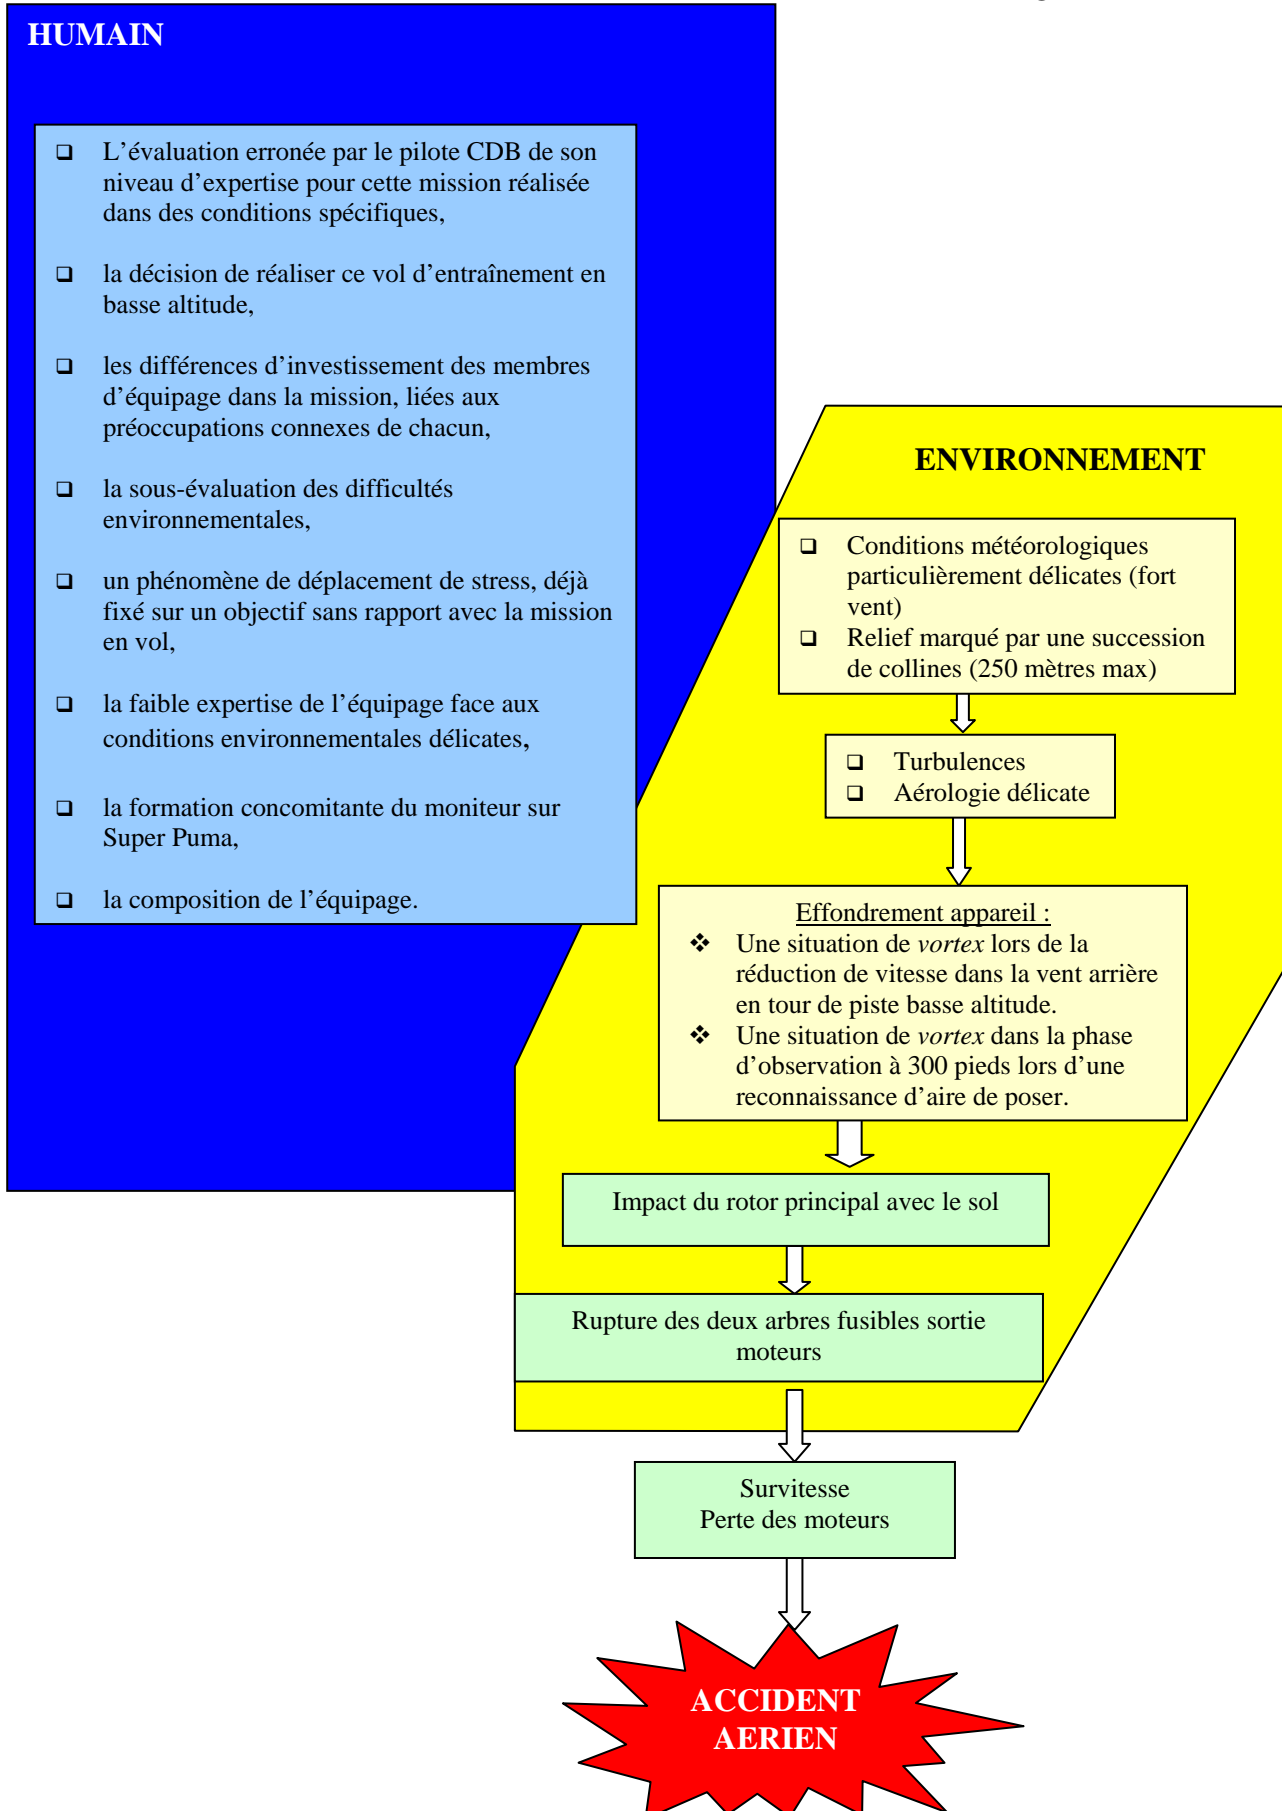 HUMAIN
❑ L’évaluation erronée par le pilote CDB de son
niveau d’expertise pour cette mission réalisée
dans des conditions spécifiques,
❑ la décision de réaliser ce vol d’entraînement en
basse altitude,
❑ les différences d’investissement des membres
d’équipage dans la mission, liées aux
préoccupations connexes de chacun,
❑ la sous-évaluation des difficultés
environnementales,
❑ un phénomène de déplacement de stress, déjà
fixé sur un objectif sans rapport avec la mission
en vol,
❑ la faible expertise de l’équipage face aux
conditions environnementales délicates,
❑ la formation concomitante du moniteur sur
Super Puma,
❑ la composition de l’équipage.
ENVIRONNEMENT
❑ Conditions météorologiques
particulièrement délicates (fort
vent)
❑ Relief marqué par une succession
de collines (250 mètres max)
❑ Turbulences
❑ Aérologie délicate
Effondrement appareil :
❖ Une situation de vortex lors de la
réduction de vitesse dans la vent arrière
en tour de piste basse altitude.
❖ Une situation de vortex dans la phase
d’observation à 300 pieds lors d’une
reconnaissance d’aire de poser.
Impact du rotor principal avec le sol
Rupture des deux arbres fusibles sortie
moteurs
Survitesse
Perte des moteurs
ACCIDENT
AERIEN